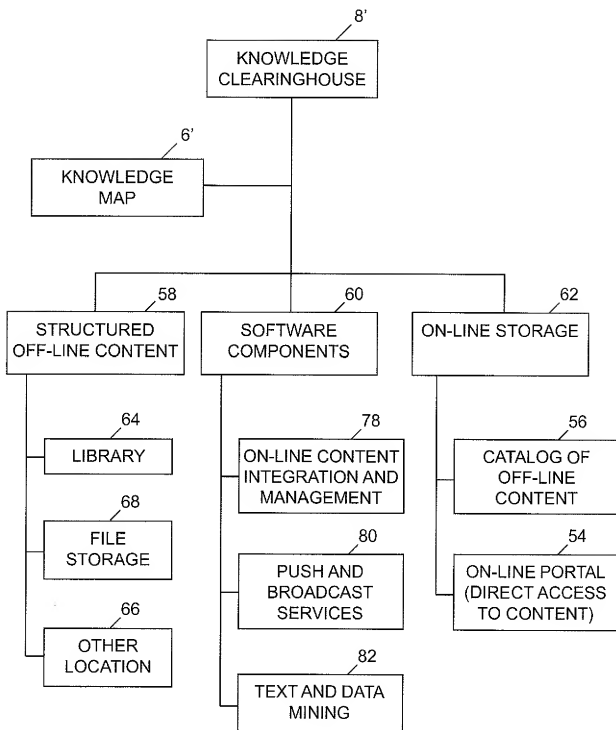 8’
KNOWLEDGE
CLEARINGHOUSE
6’
KNOWLEDGE
MAP
58
STRUCTURED
OFF-LINE CONTENT
60
SOFTWARE
COMPONENTS
62
ON-LINE STORAGE
64
LIBRARY
68
FILE
STORAGE
66
OTHER
LOCATION
78
ON-LINE CONTENT
INTEGRATION AND
MANAGEMENT
80
PUSH AND
BROADCAST
SERVICES
82
TEXT AND DATA
MINING
56
CATALOG OF
OFF-LINE
CONTENT
54
ON-LINE PORTAL
(DIRECT ACCESS
TO CONTENT)